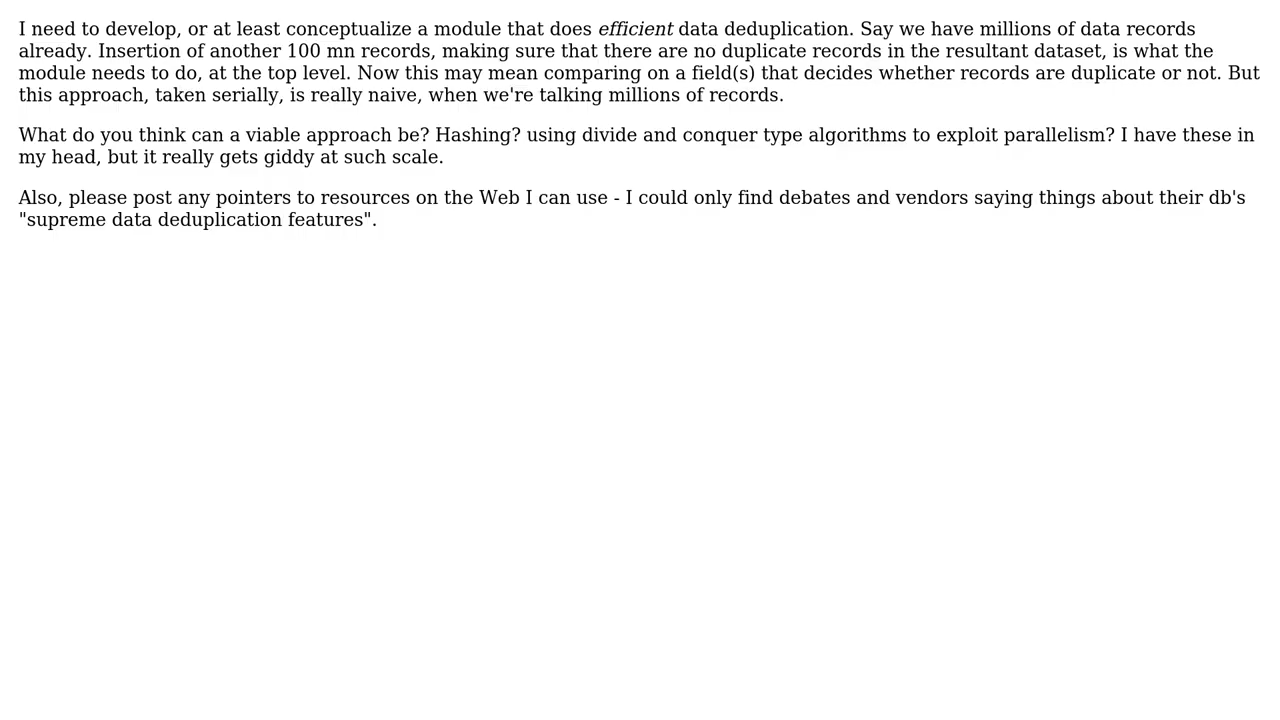 I need to develop, or at least conceptualize a module that does efficient data deduplication. Say we have millions of data records
already. Insertion of another 100 mn records, making sure that there are no duplicate records in the resultant dataset, is what the
module needs to do, at the top level. Now this may mean comparing on a field(s) that decides whether records are duplicate or not. But
this approach, taken serially, is really naive, when we're talking millions of records.
What do you think can a viable approach be? Hashing? using divide and conquer type algorithms to exploit parallelism? I have these in
my head, but it really gets giddy at such scale.
Also, please post any pointers to resources on the Web I can use - I could only find debates and vendors saying things about their db's
"supreme data deduplication features".